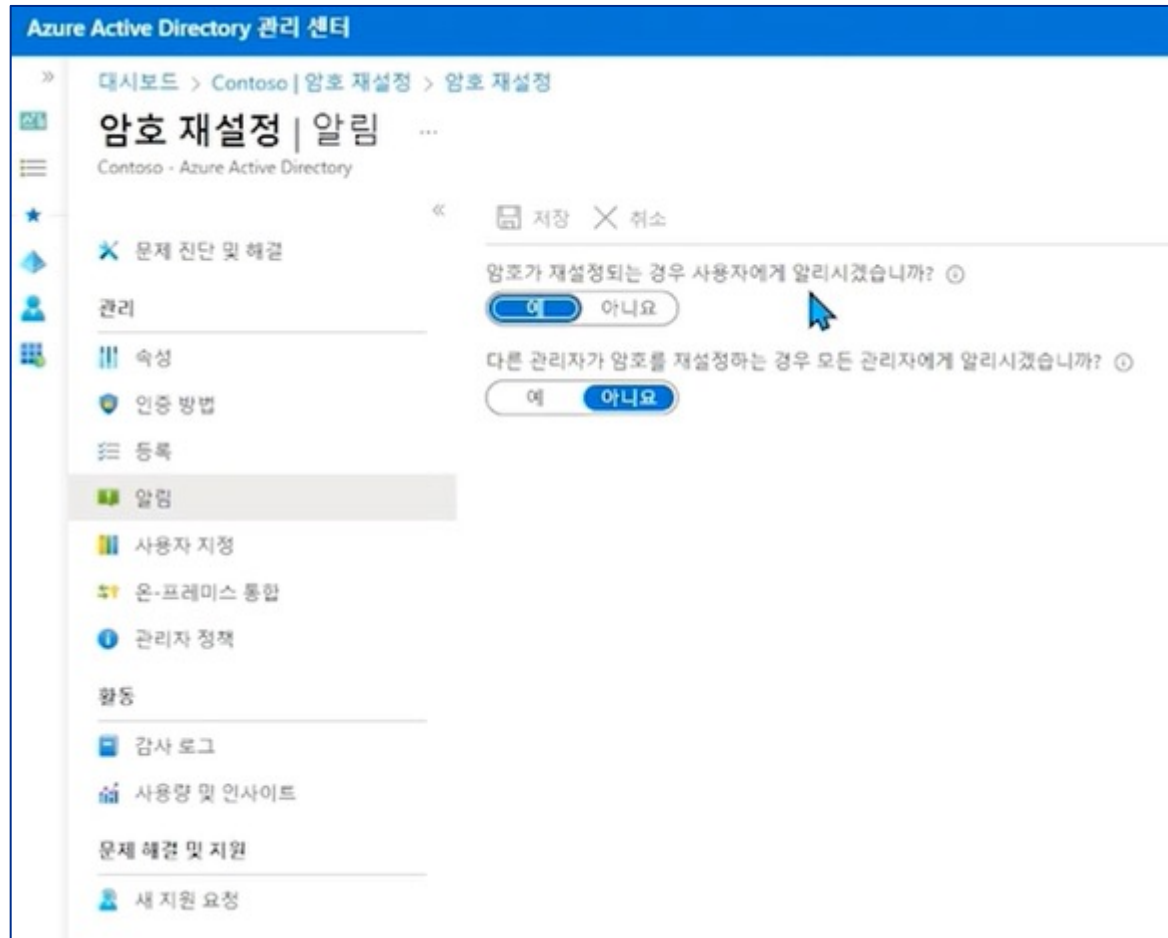 Azure Active Directory 관리 센터
대시보드 > Contoso | 암호 재설정 > 암호 재설정
암호 재설정 | 알림 ...
Contoso - Azure Active Directory
저장 취소
문제 진단 및 해결
관리
속성
인증 방법
등록
알림
사용자 지정
온-프레미스 통합
관리자 정책
활동
감사 로그
사용량 및 인사이트
문제 해결 및 지원
새 지원 요청
암호가 재설정되는 경우 사용자에게 알리시겠습니까?
예 아니요
다른 관리자가 암호를 재설정하는 경우 모든 관리자에게 알리시겠습니까?
예 아니요